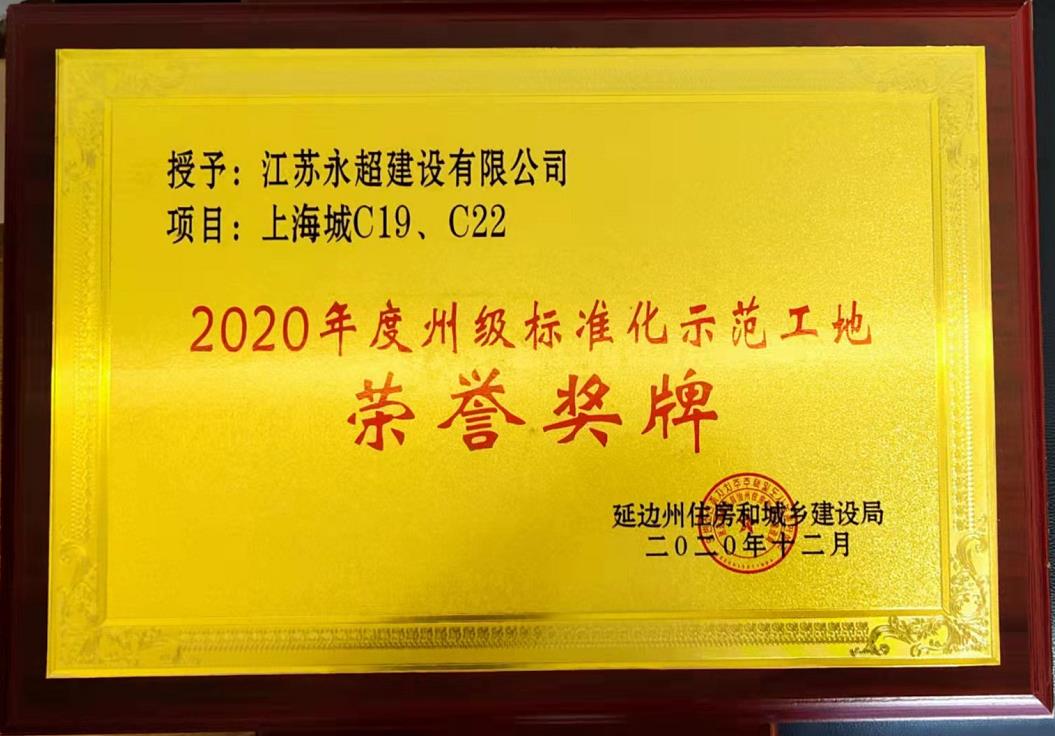 授予：江苏永超建设有限公司
项目：上海城C19、C22
2020年度州级标准化示范工地
荣誉奖牌
延边州住房和城乡建设局
二０二０年十二月